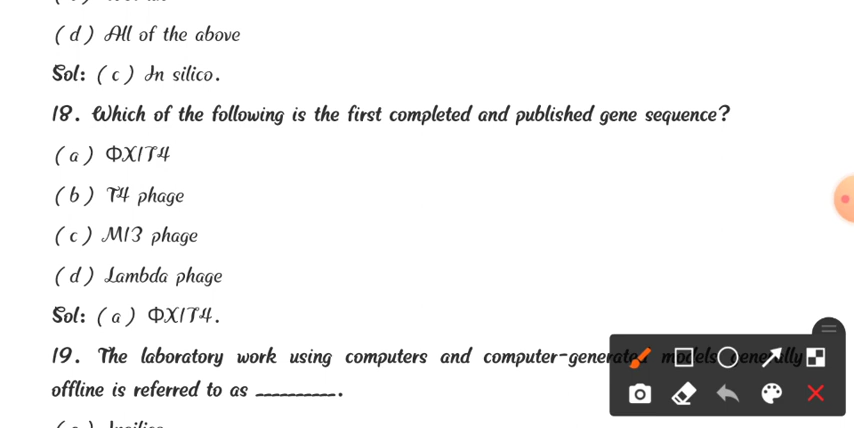 (d) All of the above
Sol: (c) In silico.
18. Which of the following is the first completed and published gene sequence?
(a) ΦX174
(b) T4 phage
(c) M13 phage
(d) Lambda phage
Sol: (a) ΦX174.
19. The laboratory work using computers and computer-generated models generally
offline is referred to as __________.